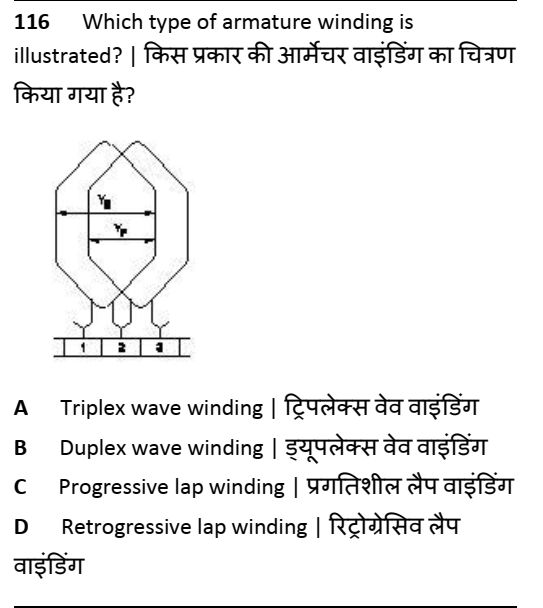 116 Which type of armature winding is
illustrated? | किस प्रकार की आर्मेचर वाइंडिंग का चित्रण
किया गया है?
Y_B
Y_F
1 2 3
A Triplex wave winding | ट्रिपलेक्स वेव वाइंडिंग
B Duplex wave winding | ड्यूपलेक्स वेव वाइंडिंग
C Progressive lap winding | प्रगतिशील लैप वाइंडिंग
D Retrogressive lap winding | रिट्रोग्रेसिव लैप
वाइंडिंग